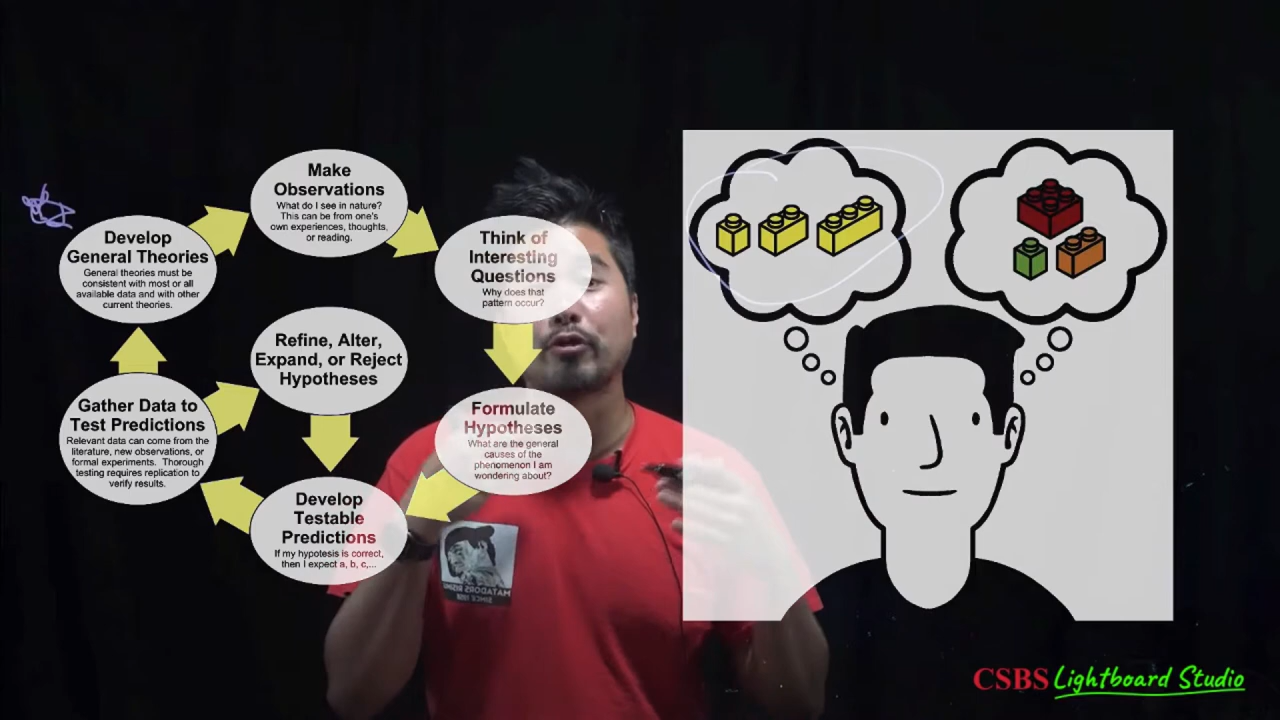 Make
Observations
What do I see in nature?
This can be from one's
own experiences, thoughts,
or reading.
Think of
Interesting
Questions
Why does that
pattern occur?
Formulate
Hypotheses
What are the general
causes of the
phenomenon I am
wondering about?
Develop
Testable
Predictions
If my hypotesis is correct,
then I expect a, b, c,...
Gather Data to
Test Predictions
Relevant data can come from the
literature, new observations, or
formal experiments. Thorough
testing requires replication to
verify results.
Refine, Alter,
Expand, or Reject
Hypotheses
Develop
General Theories
General theories must be
consistent with most or all
available data and with other
current theories.
MATADORS RISING
SINCE 1958
CSBS Lightboard Studio